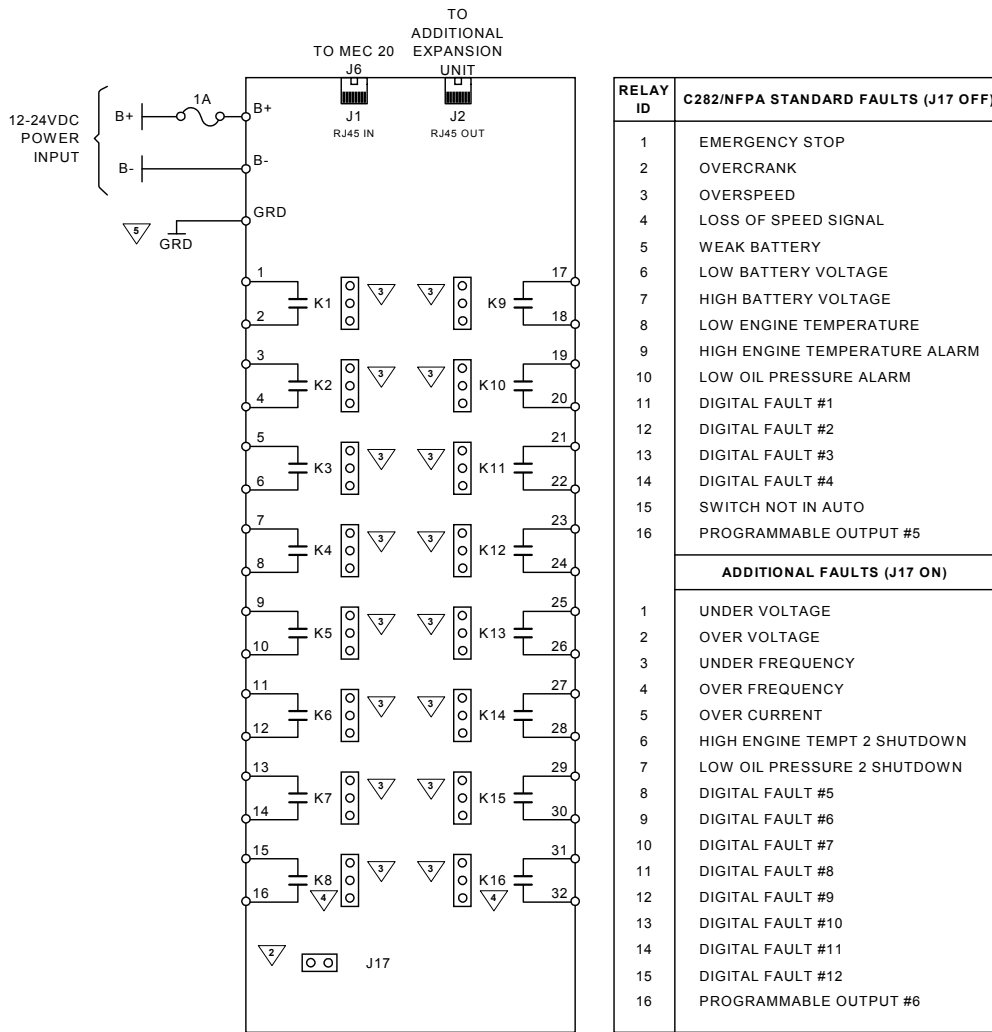 TO
ADDITIONAL
TO MEC 20 EXPANSION
J6 UNIT
J1 J2
RJ45 IN RJ45 OUT
12-24VDC
POWER
INPUT
B+ 1A B+
B- B-
5 GRD GRD
1 K1 3 3 K9 17
2 18
3 K2 3 3 K10 19
4 20
5 K3 3 3 K11 21
6 22
7 K4 3 3 K12 23
8 24
9 K5 3 3 K13 25
10 26
11 K6 3 3 K14 27
12 28
13 K7 3 3 K15 29
14 30
15 K8 3 3 K16 31
16 4 4 32
2 J17
RELAY ID C282/NFPA STANDARD FAULTS (J17 OFF)
1 EMERGENCY STOP
2 OVERCRANK
3 OVERSPEED
4 LOSS OF SPEED SIGNAL
5 WEAK BATTERY
6 LOW BATTERY VOLTAGE
7 HIGH BATTERY VOLTAGE
8 LOW ENGINE TEMPERATURE
9 HIGH ENGINE TEMPERATURE ALARM
10 LOW OIL PRESSURE ALARM
11 DIGITAL FAULT #1
12 DIGITAL FAULT #2
13 DIGITAL FAULT #3
14 DIGITAL FAULT #4
15 SWITCH NOT IN AUTO
16 PROGRAMMABLE OUTPUT #5
ADDITIONAL FAULTS (J17 ON)
1 UNDER VOLTAGE
2 OVER VOLTAGE
3 UNDER FREQUENCY
4 OVER FREQUENCY
5 OVER CURRENT
6 HIGH ENGINE TEMPT 2 SHUTDOWN
7 LOW OIL PRESSURE 2 SHUTDOWN
8 DIGITAL FAULT #5
9 DIGITAL FAULT #6
10 DIGITAL FAULT #7
11 DIGITAL FAULT #8
12 DIGITAL FAULT #9
13 DIGITAL FAULT #10
14 DIGITAL FAULT #11
15 DIGITAL FAULT #12
16 PROGRAMMABLE OUTPUT #6